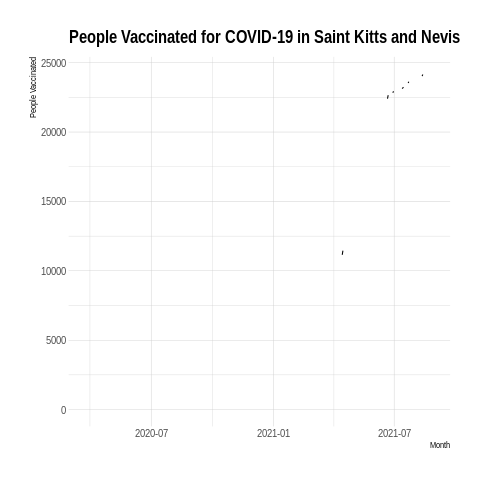 People Vaccinated for COVID-19 in Saint Kitts and Nevis
People Vaccinated
25000
20000
15000
10000
5000
0
2020-07 2021-01 2021-07
Month